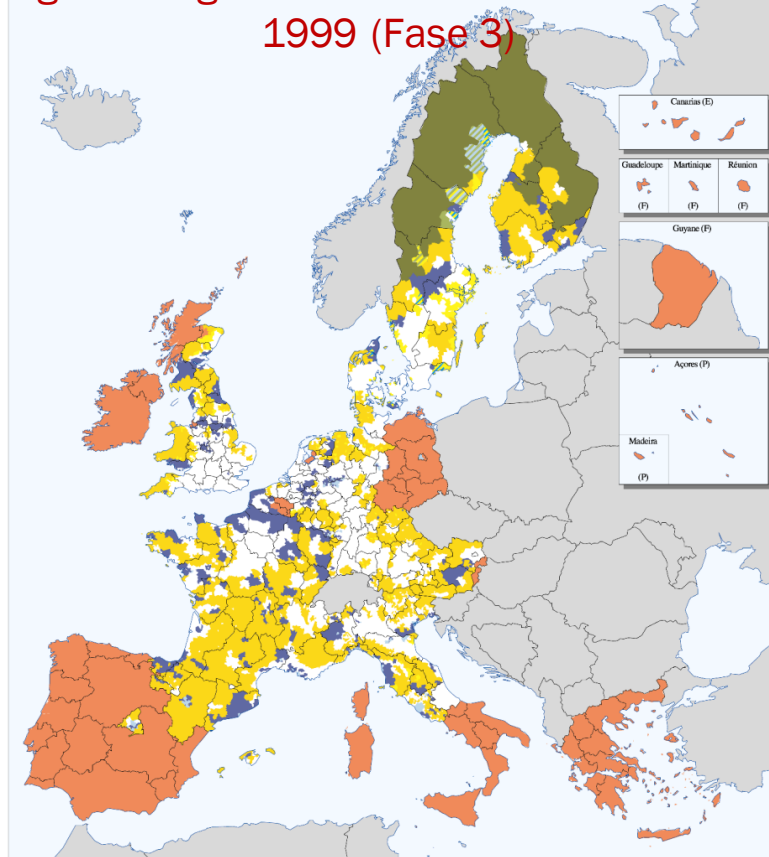 1999 (Fase 3)
Canarias (E)
Guadeloupe
Martinique
Réunion
(F)
(F)
(F)
Guyane (F)
Açores (P)
Madeira
(P)